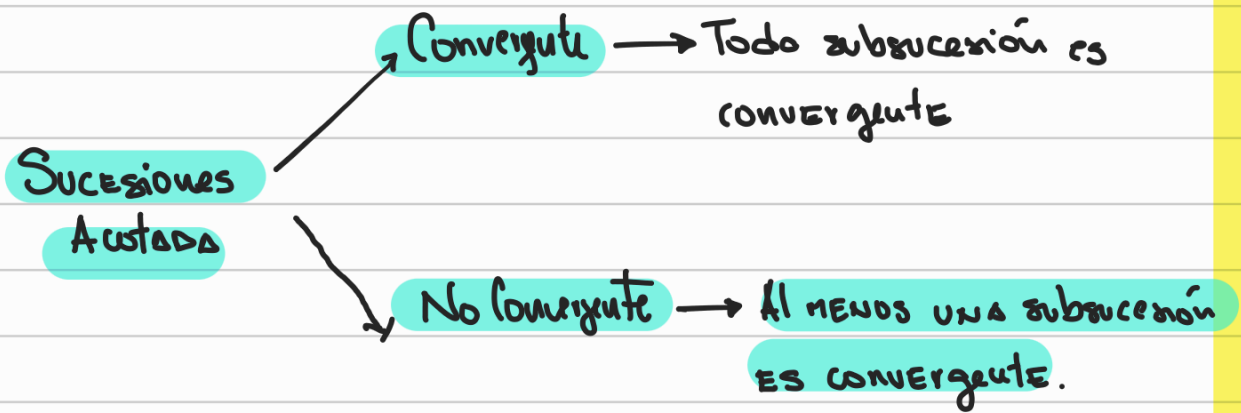 Convergente → Todo subsucesión es
convergente
Sucesiones
Acotada
No Convergente → Al menos una subsucesión
es convergente.